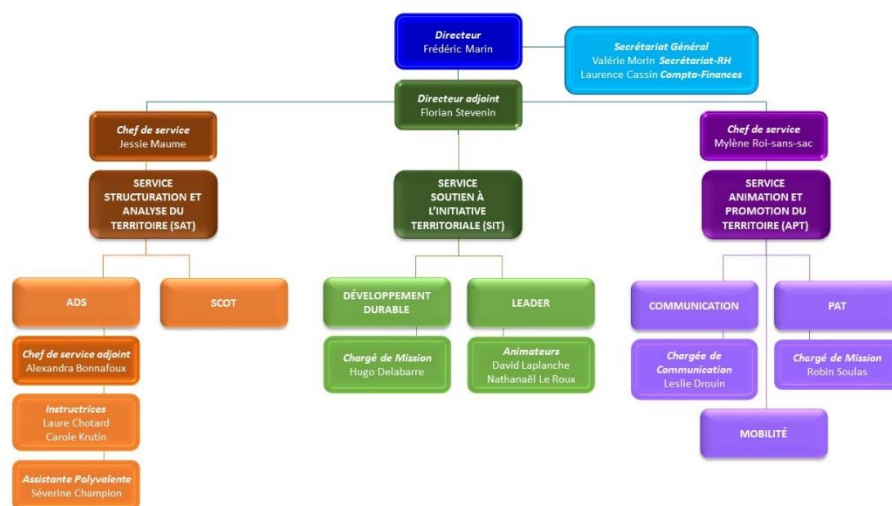 Directeur
Frédéric Marin
Secrétariat Général
Valérie Morin Secrétariat-RH
Laurence Cassin Compta-Finances
Directeur adjoint
Florian Stevenin
Chef de service
Jessie Maume
Chef de service
Mylène Roi-sans-sac
SERVICE
STRUCTURATION ET
ANALYSE DU
TERRITOIRE (SAT)
SERVICE
SOUTIEN À
L'INITIATIVE
TERRITORIALE (SIT)
SERVICE
ANIMATION ET
PROMOTION DU
TERRITOIRE (APT)
ADS
SCOT
DÉVELOPPEMENT
DURABLE
LEADER
COMMUNICATION
PAT
Chef de service adjoint
Alexandra Bonnafoux
Chargé de Mission
Hugo Delabarre
Animateurs
David Laplanche
Nathanaêl Le Roux
Chargée de
Communication
Leslie Drouin
Chargé de Mission
Robin Soulas
Instructrices
Laure Chotard
Carole Krutin
MOBILITÉ
Assistante Polyvalente
Séverine Champion